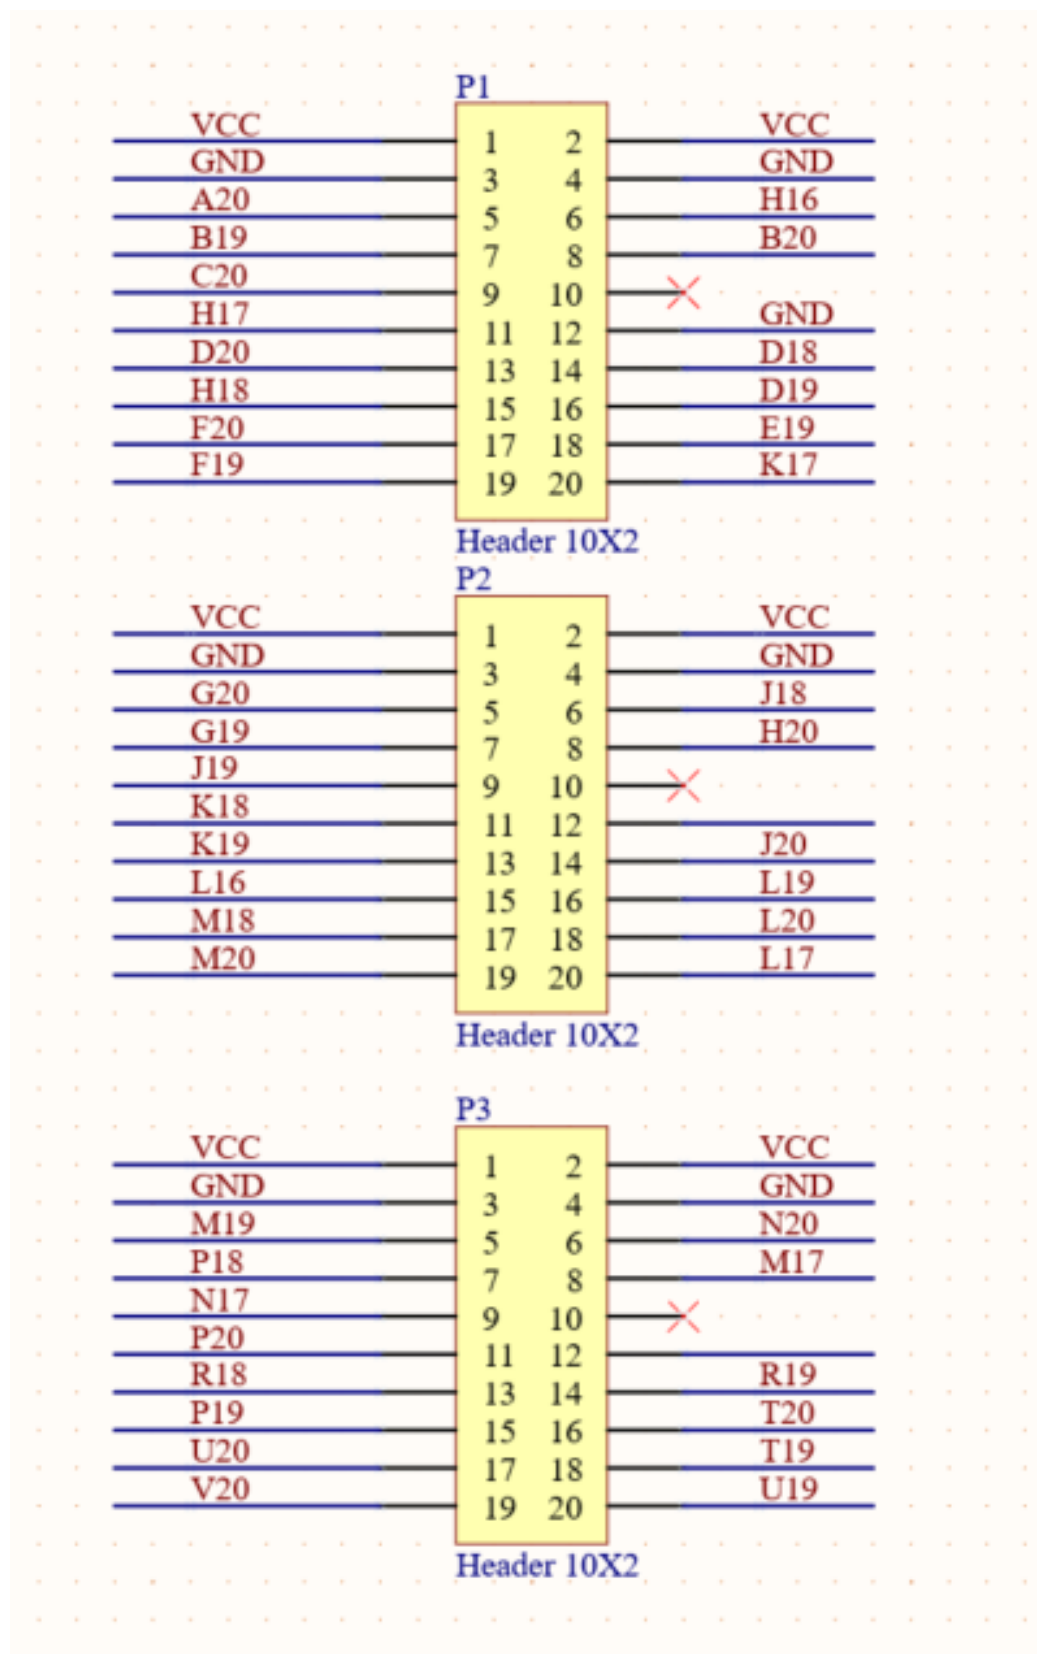 P1
VCC 1 2 VCC
GND 3 4 GND
A20 5 6 H16
B19 7 8 B20
C20 9 10
H17 11 12 GND
D20 13 14 D18
H18 15 16 D19
F20 17 18 E19
F19 19 20 K17
Header 10X2
P2
VCC 1 2 VCC
GND 3 4 GND
G20 5 6 J18
G19 7 8 H20
J19 9 10
K18 11 12
K19 13 14 J20
L16 15 16 L19
M18 17 18 L20
M20 19 20 L17
Header 10X2
P3
VCC 1 2 VCC
GND 3 4 GND
M19 5 6 N20
P18 7 8 M17
N17 9 10
P20 11 12
R18 13 14 R19
P19 15 16 T20
U20 17 18 T19
V20 19 20 U19
Header 10X2